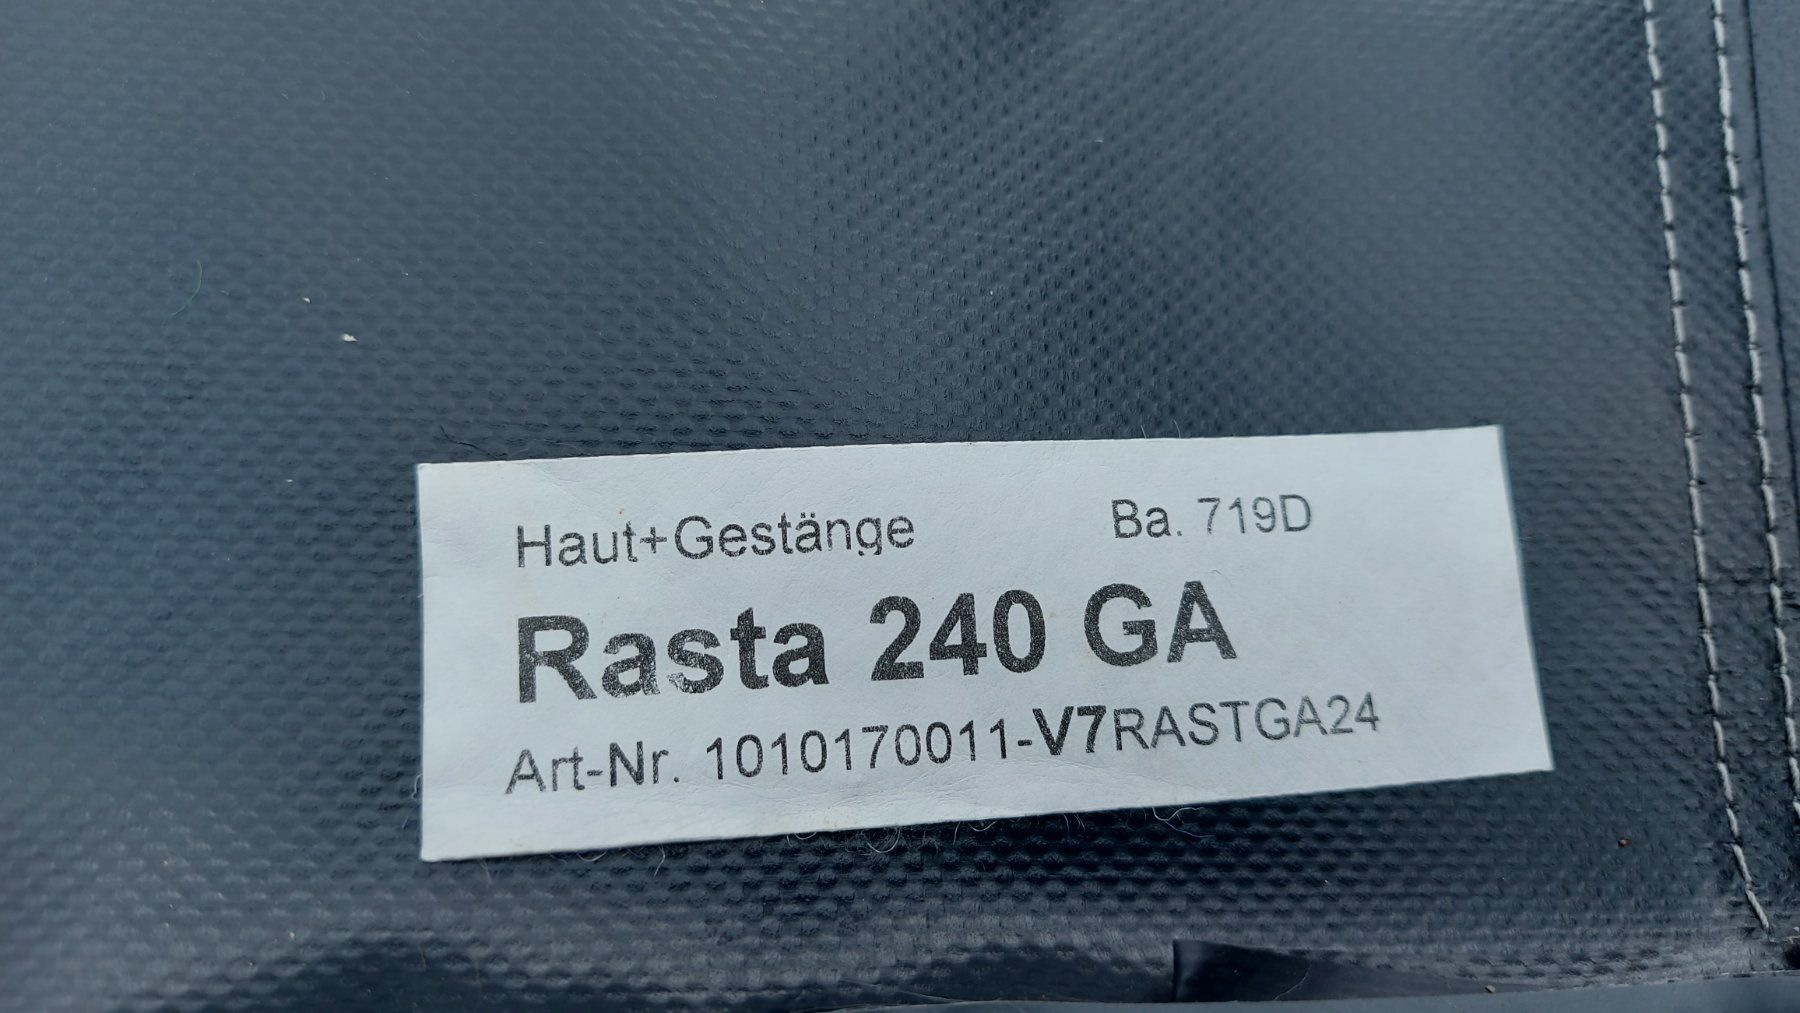 Haut+Gestänge Ba. 719D
Rasta 240 GA
Art-Nr. 1010170011-V7RASTGA24